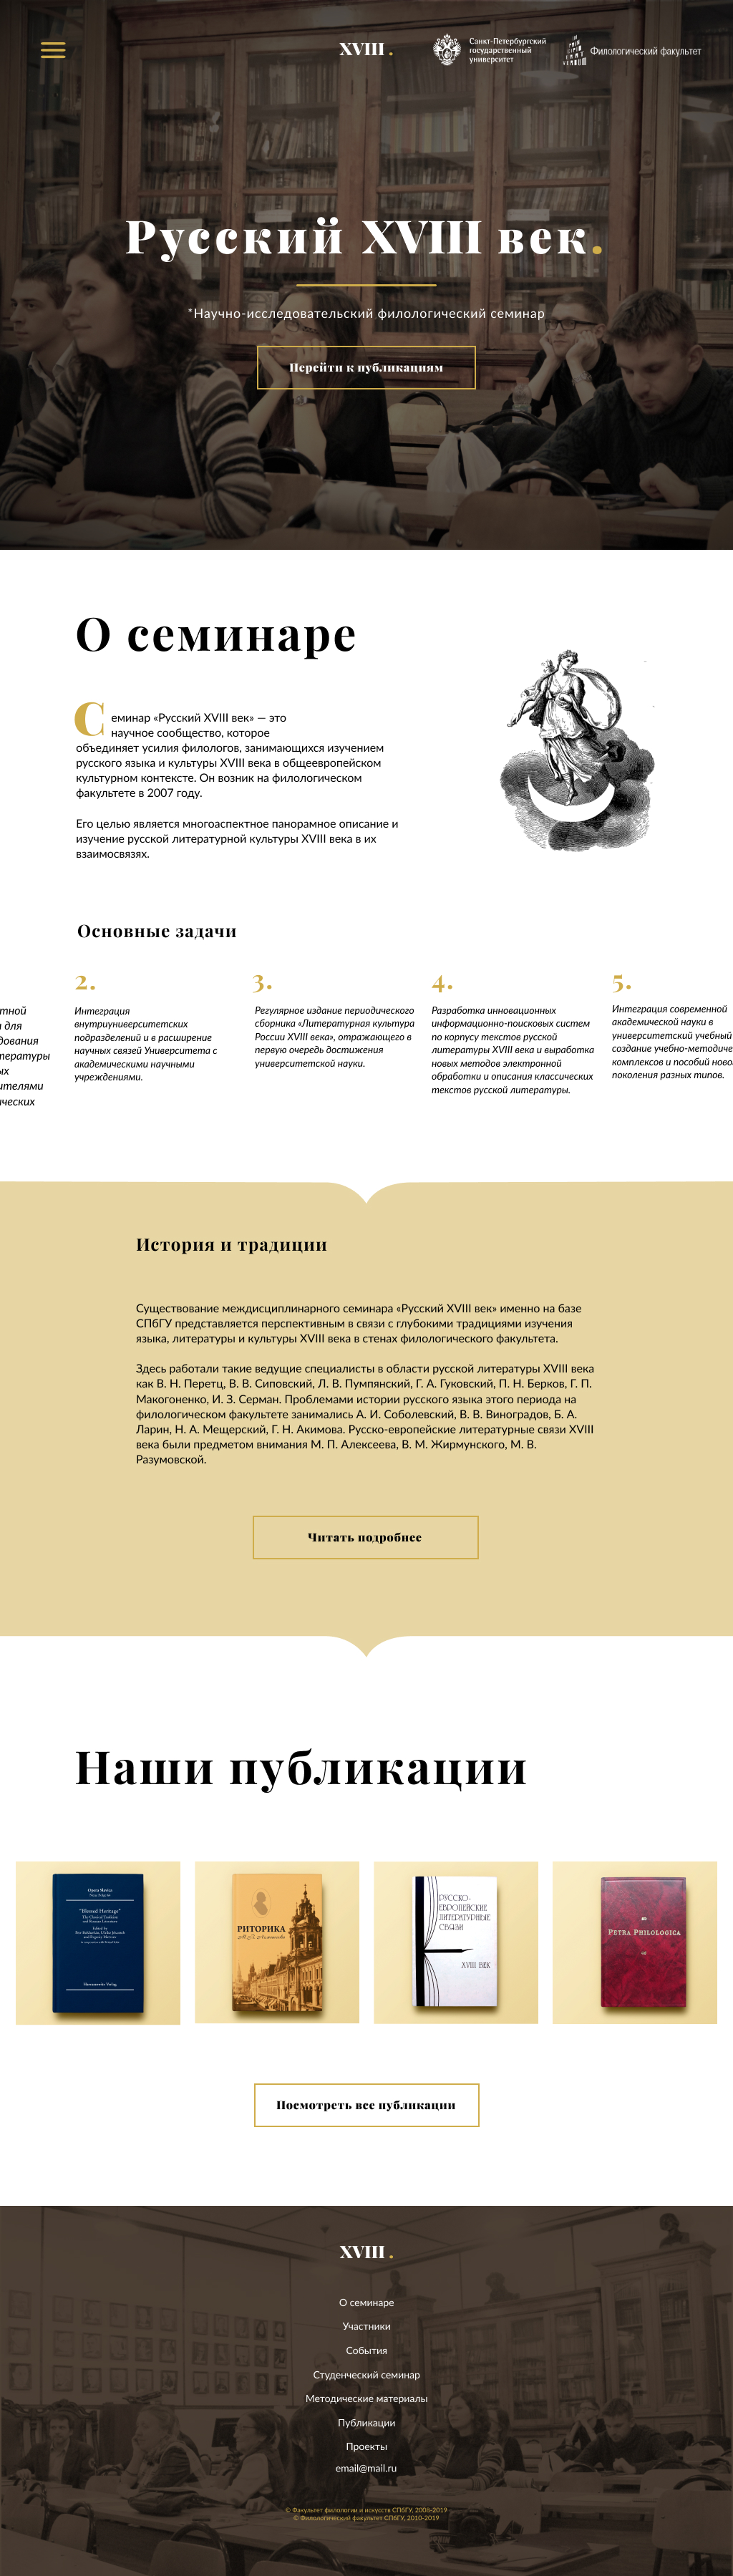 XVIII .
Санкт-Петербургский
государственный
университет
Филологический факультет
Русский XVIII век.
*Научно-исследовательский филологический семинар
Перейти к публикациям
О семинаре
Семинар «Русский XVIII век» — это
научное сообщество, которое
объединяет усилия филологов, занимающихся изучением
русского языка и культуры XVIII века в общеевропейском
культурном контексте. Он возник на филологическом
факультете в 2007 году.
Его целью является многоаспектное панорамное описание и
изучение русской литературной культуры XVIII века в их
взаимосвязях.
Основные задачи
тной
для
дования
тературы
ых
ителями
ических
2.
Интеграция
внутриуниверситетских
подразделений и в расширение
научных связей Университета с
академическими научными
учреждениями.
3.
Регулярное издание периодического
сборника «Литературная культура
России XVIII века», отражающего в
первую очередь достижения
университетской науки.
4.
Разработка инновационных
информационно-поисковых систем
по корпусу текстов русской
литературы XVIII века и выработка
новых методов электронной
обработки и описания классических
текстов русской литературы.
5.
Интеграция современной
академической науки в
университетский учебный
создание учебно-методиче
комплексов и пособий ново
поколения разных типов.
История и традиции
Существование междисциплинарного семинара «Русский XVIII век» именно на базе
СПбГУ представляется перспективным в связи с глубокими традициями изучения
языка, литературы и культуры XVIII века в стенах филологического факультета.
Здесь работали такие ведущие специалисты в области русской литературы XVIII века
как В. Н. Перетц, В. В. Сиповский, Л. В. Пумпянский, Г. А. Гуковский, П. Н. Берков, Г. П.
Макогоненко, И. З. Серман. Проблемами истории русского языка этого периода на
филологическом факультете занимались А. И. Соболевский, В. В. Виноградов, Б. А.
Ларин, Н. А. Мещерский, Г. Н. Акимова. Русско-европейские литературные связи XVIII
века были предметом внимания М. П. Алексеева, В. М. Жирмунского, М. В.
Разумовской.
Читать подробнее
Наши публикации
Opera Slavica
"Blessed Heritage"
The Classical Tradition
and Russian Literature
Edited by
Harrassowitz Verlag
РИТОРИКА
М.В. Ломоносова
РУССКО-
ЕВРОПЕЙСКИЕ
ЛИТЕРАТУРНЫЕ
СВЯЗИ
XVIII ВЕК
PETRA PHILOLOGICA
Посмотреть все публикации
XVIII .
О семинаре
Участники
События
Студенческий семинар
Методические материалы
Публикации
Проекты
email@mail.ru
© Факультет филологии и искусств СПбГУ, 2006-2019
© Филологический факультет СПбГУ, 2010-2019